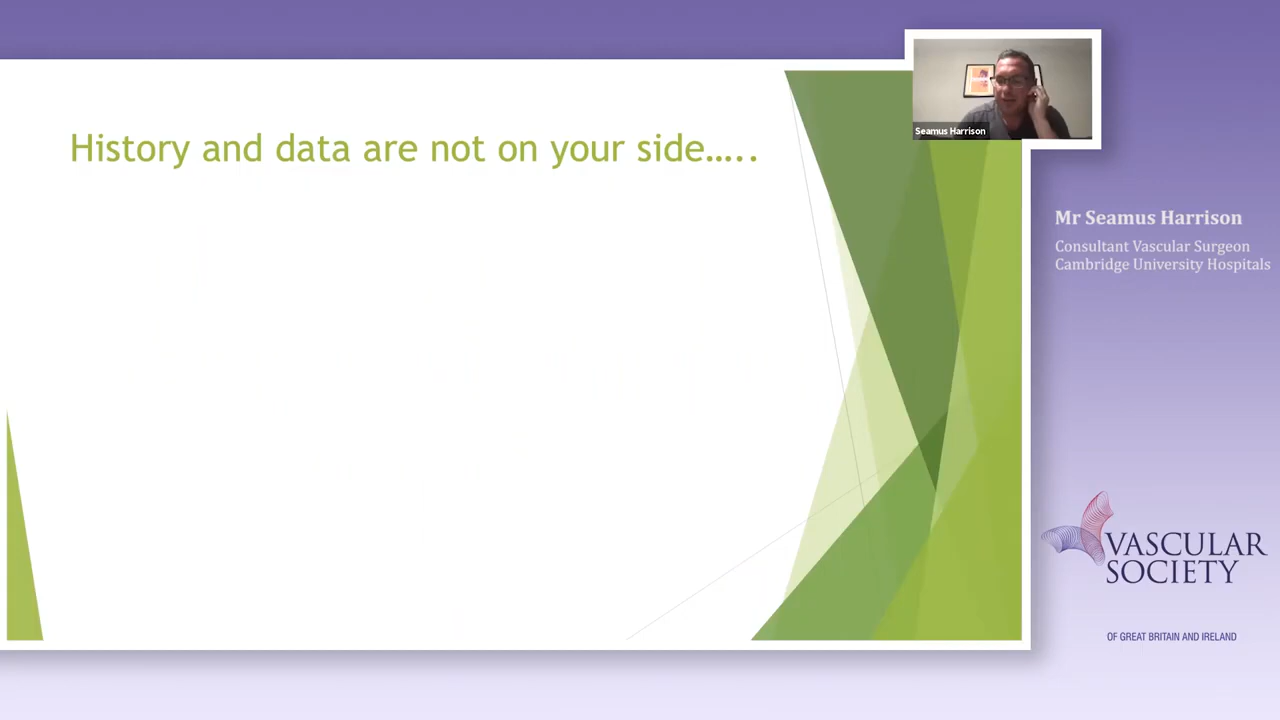 History and data are not on your side…..
Seamus Harrison
Mr Seamus Harrison
Consultant Vascular Surgeon
Cambridge University Hospitals
VASCULAR
SOCIETY
OF GREAT BRITAIN AND IRELAND